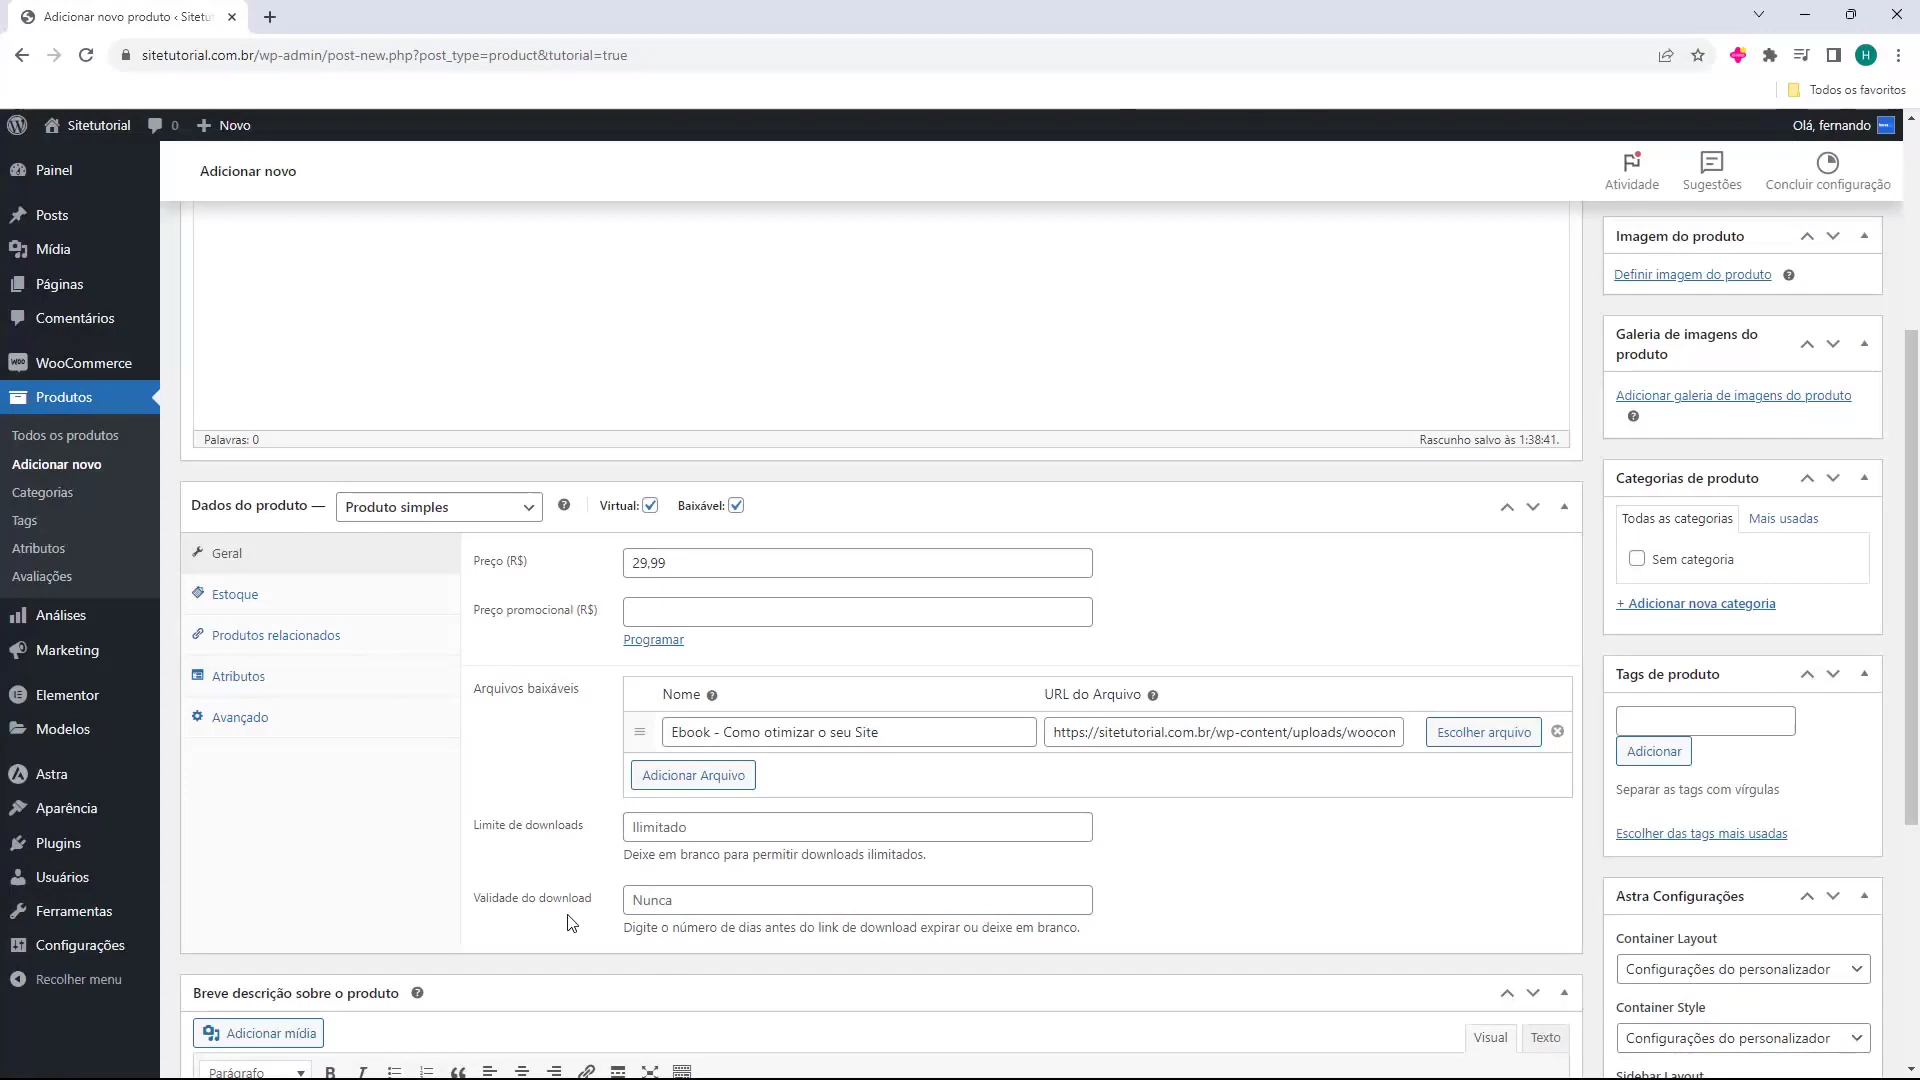 Adicionar novo produto ‹ Sitetu
sitetutorial.com.br/wp-admin/post-new.php?post_type=product&tutorial=true
H
Todos os favoritos
Sitetutorial
0
Novo
Olá, fernando
Painel
Posts
Mídia
Páginas
Comentários
WooCommerce
Produtos
Todos os produtos
Adicionar novo
Categorias
Tags
Atributos
Avaliações
Análises
Marketing
Elementor
Modelos
Astra
Aparência
Plugins
Usuários
Ferramentas
Configurações
Recolher menu
Adicionar novo
Atividade
Sugestões
Concluir configuração
Palavras: 0
Rascunho salvo às 1:38:41.
Dados do produto —
Produto simples
Virtual:
Baixável:
Geral
Estoque
Produtos relacionados
Atributos
Avançado
Preço (R$)
29,99
Preço promocional (R$)
Programar
Arquivos baixáveis
Nome
URL do Arquivo
Ebook - Como otimizar o seu Site
https://sitetutorial.com.br/wp-content/uploads/woocon
Escolher arquivo
Adicionar Arquivo
Limite de downloads
Ilimitado
Deixe em branco para permitir downloads ilimitados.
Validade do download
Nunca
Digite o número de dias antes do link de download expirar ou deixe em branco.
Breve descrição sobre o produto
Adicionar mídia
Visual
Texto
Parágrafo
B
I
Imagem do produto
Definir imagem do produto
Galeria de imagens do
produto
Adicionar galeria de imagens do produto
Categorias de produto
Todas as categorias
Mais usadas
Sem categoria
+ Adicionar nova categoria
Tags de produto
Adicionar
Separar as tags com vírgulas
Escolher das tags mais usadas
Astra Configurações
Container Layout
Configurações do personalizador
Container Style
Configurações do personalizador
Sidebar Layout